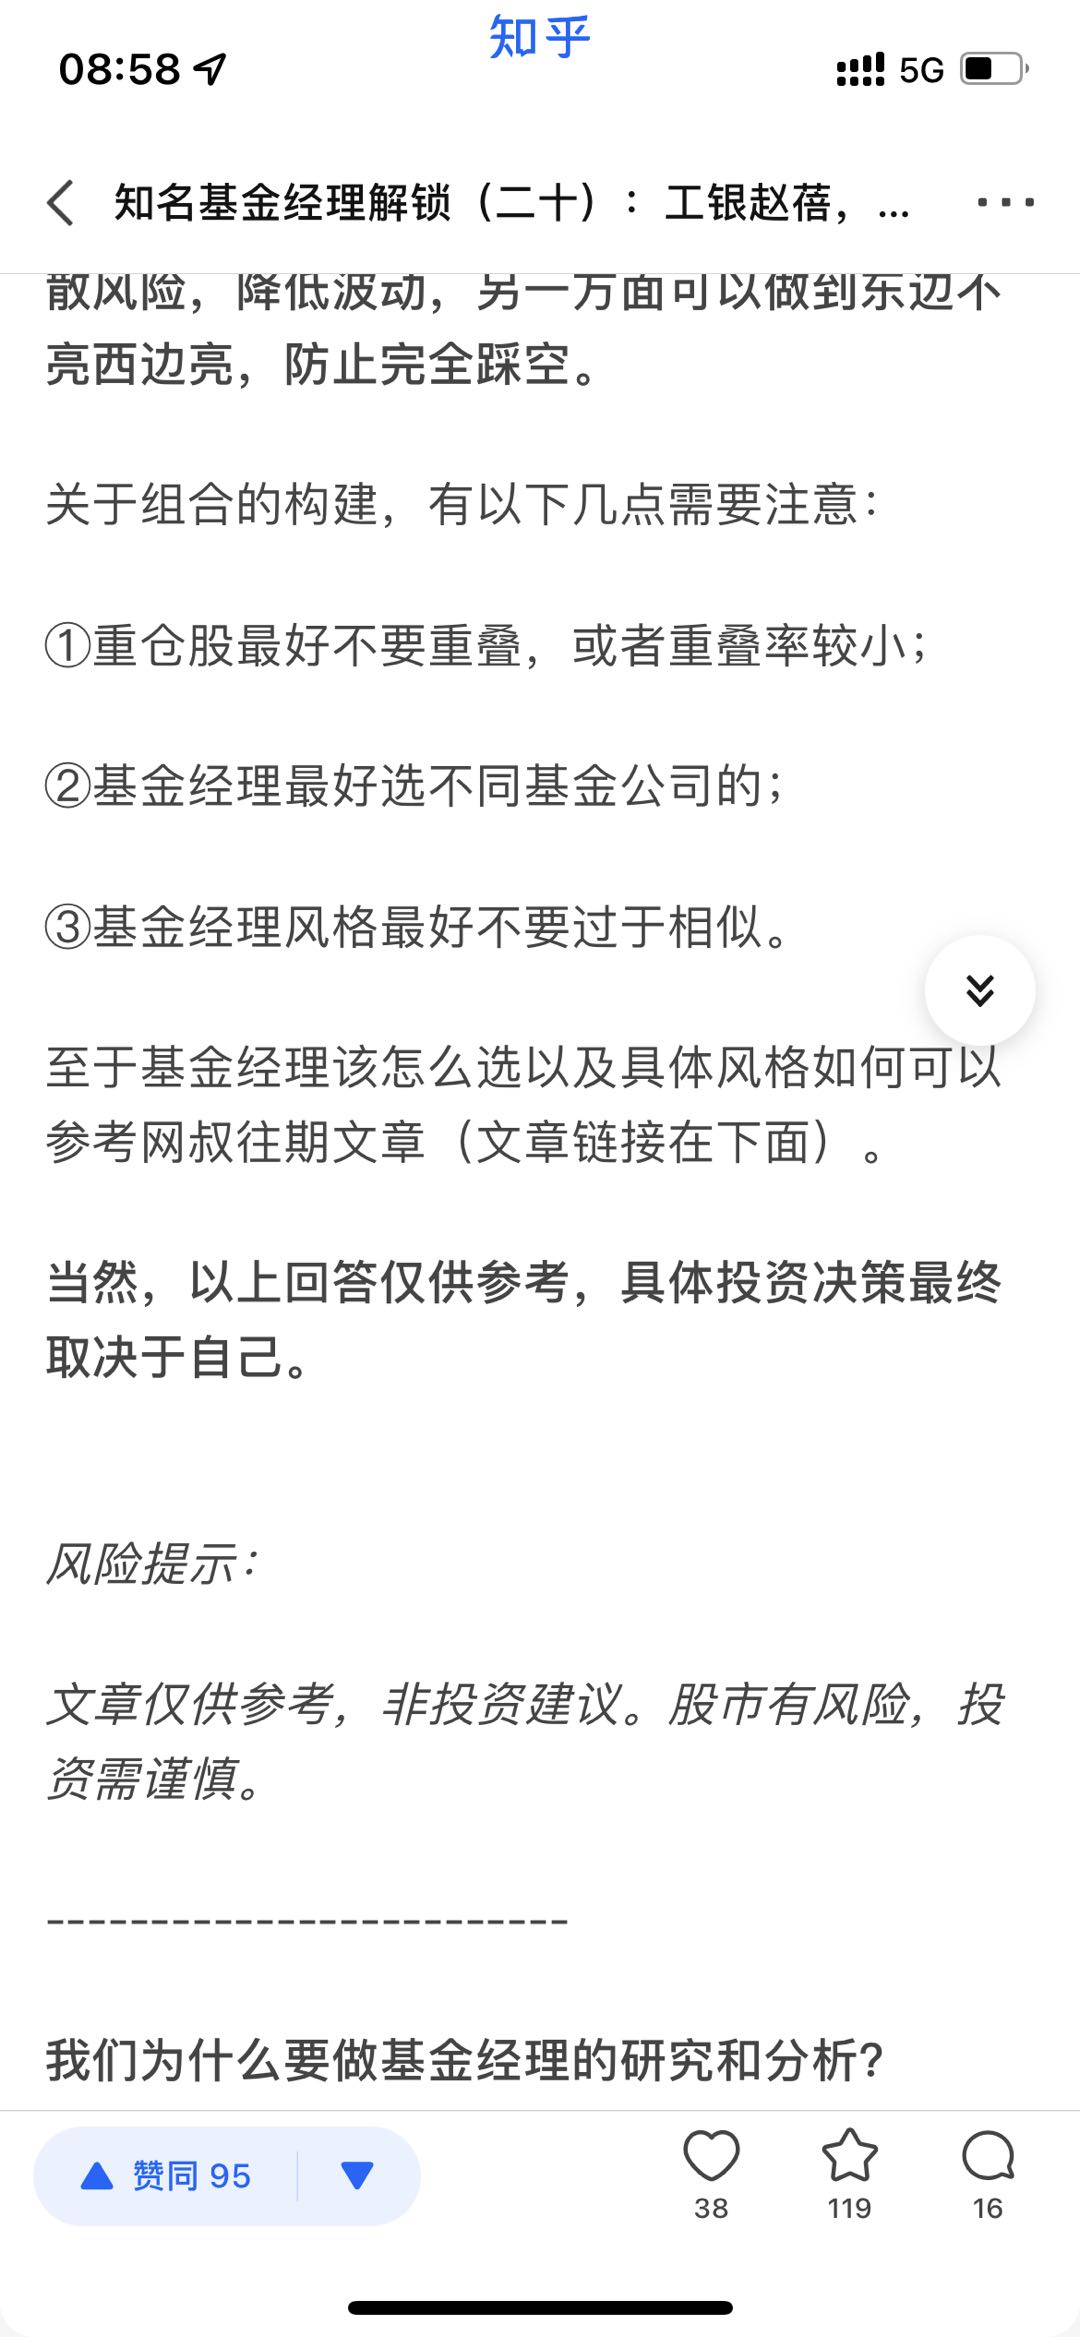 知乎
08:58
5G
知名基金经理解锁（二十）：工银赵蓓，...
散风险，降低波动，另一方面可以做到东边不
亮西边亮，防止完全踩空。
关于组合的构建，有以下几点需要注意：
①重仓股最好不要重叠，或者重叠率较小；
②基金经理最好选不同基金公司的；
③基金经理风格最好不要过于相似。
至于基金经理该怎么选以及具体风格如何可以
参考网叔往期文章（文章链接在下面）。
当然，以上回答仅供参考，具体投资决策最终
取决于自己。
风险提示：
文章仅供参考，非投资建议。股市有风险，投
资需谨慎。
-------------------------
我们为什么要做基金经理的研究和分析？
赞同 95
38
119
16